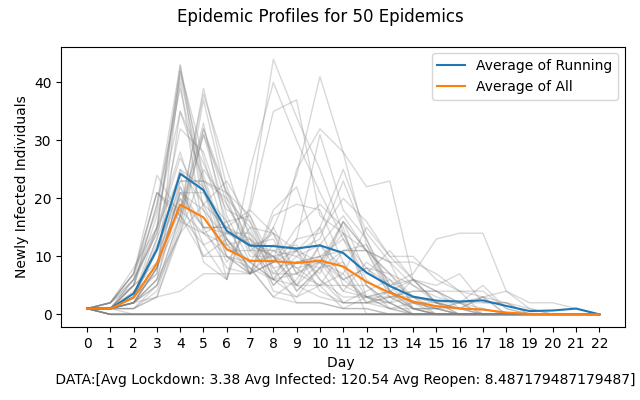 Epidemic Profiles for 50 Epidemics
Average of Running
Average of All
Newly Infected Individuals
40
30
20
10
0
0 1 2 3 4 5 6 7 8 9 10 11 12 13 14 15 16 17 18 19 20 21 22
Day
DATA:[Avg Lockdown: 3.38 Avg Infected: 120.54 Avg Reopen: 8.487179487179487]